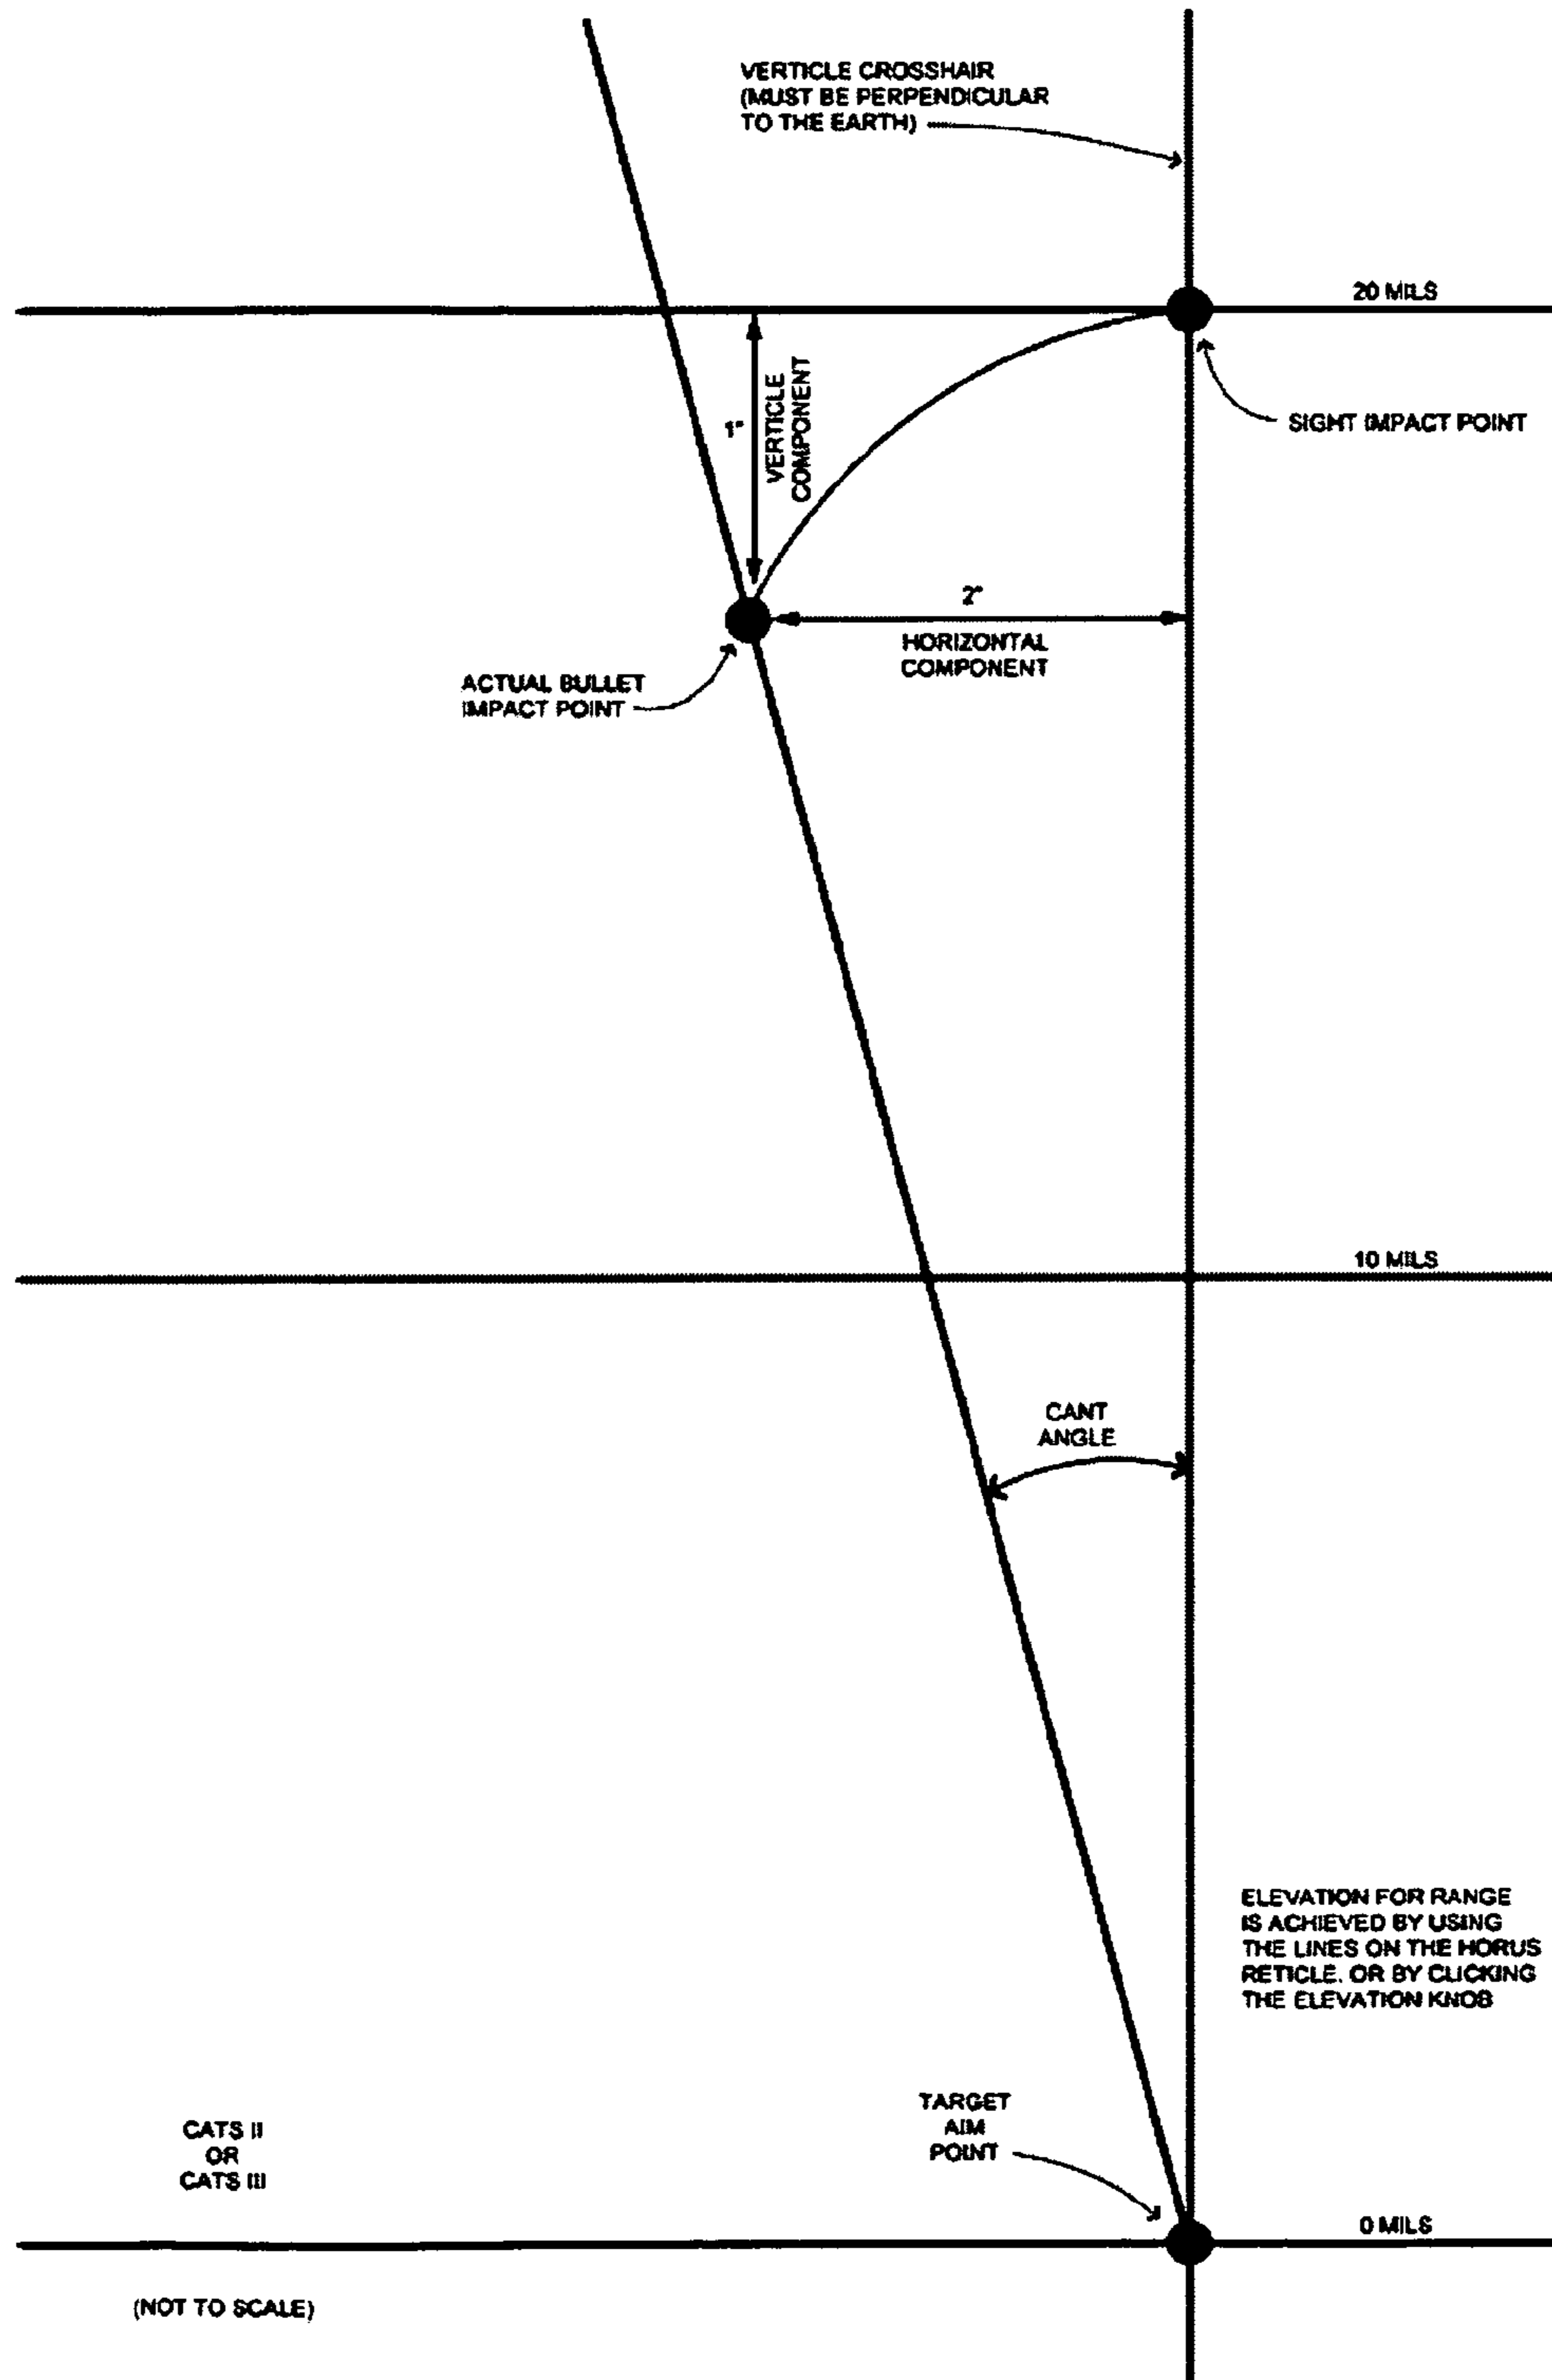 VERTICLE CROSSHAIR
(MUST BE PERPENDICULAR
TO THE EARTH)
20 MILS
1"
VERTICLE
COMPONENT
SIGHT IMPACT POINT
2"
HORIZONTAL
COMPONENT
ACTUAL BULLET
IMPACT POINT
10 MILS
CANT
ANGLE
ELEVATION FOR RANGE
IS ACHIEVED BY USING
THE LINES ON THE HORUS
RETICLE. OR BY CLICKING
THE ELEVATION KNOB
TARGET
AIM
POINT
CATS II
OR
CATS III
0 MILS
(NOT TO SCALE)